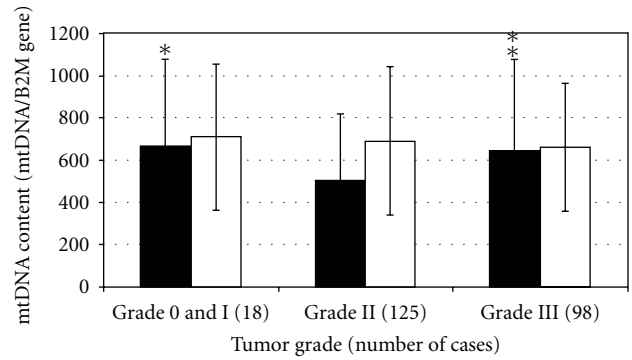 mtDNA content (mtDNA/B2M gene)
1200
1000
800
600
400
200
0
*
**
Grade 0 and I (18)
Grade II (125)
Grade III (98)
Tumor grade (number of cases)